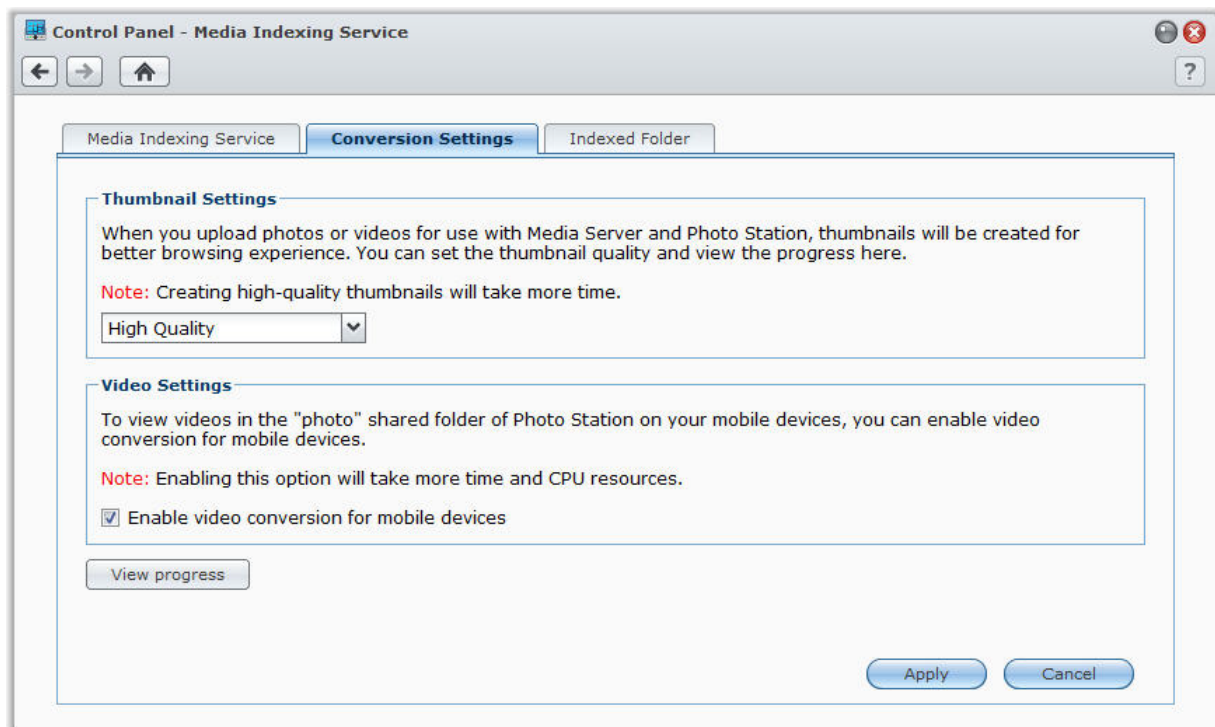 Control Panel - Media Indexing Service
?
Media Indexing Service
Conversion Settings
Indexed Folder
Thumbnail Settings
When you upload photos or videos for use with Media Server and Photo Station, thumbnails will be created for
better browsing experience. You can set the thumbnail quality and view the progress here.
Note: Creating high-quality thumbnails will take more time.
High Quality
Video Settings
To view videos in the "photo" shared folder of Photo Station on your mobile devices, you can enable video
conversion for mobile devices.
Note: Enabling this option will take more time and CPU resources.
Enable video conversion for mobile devices
View progress
Apply
Cancel